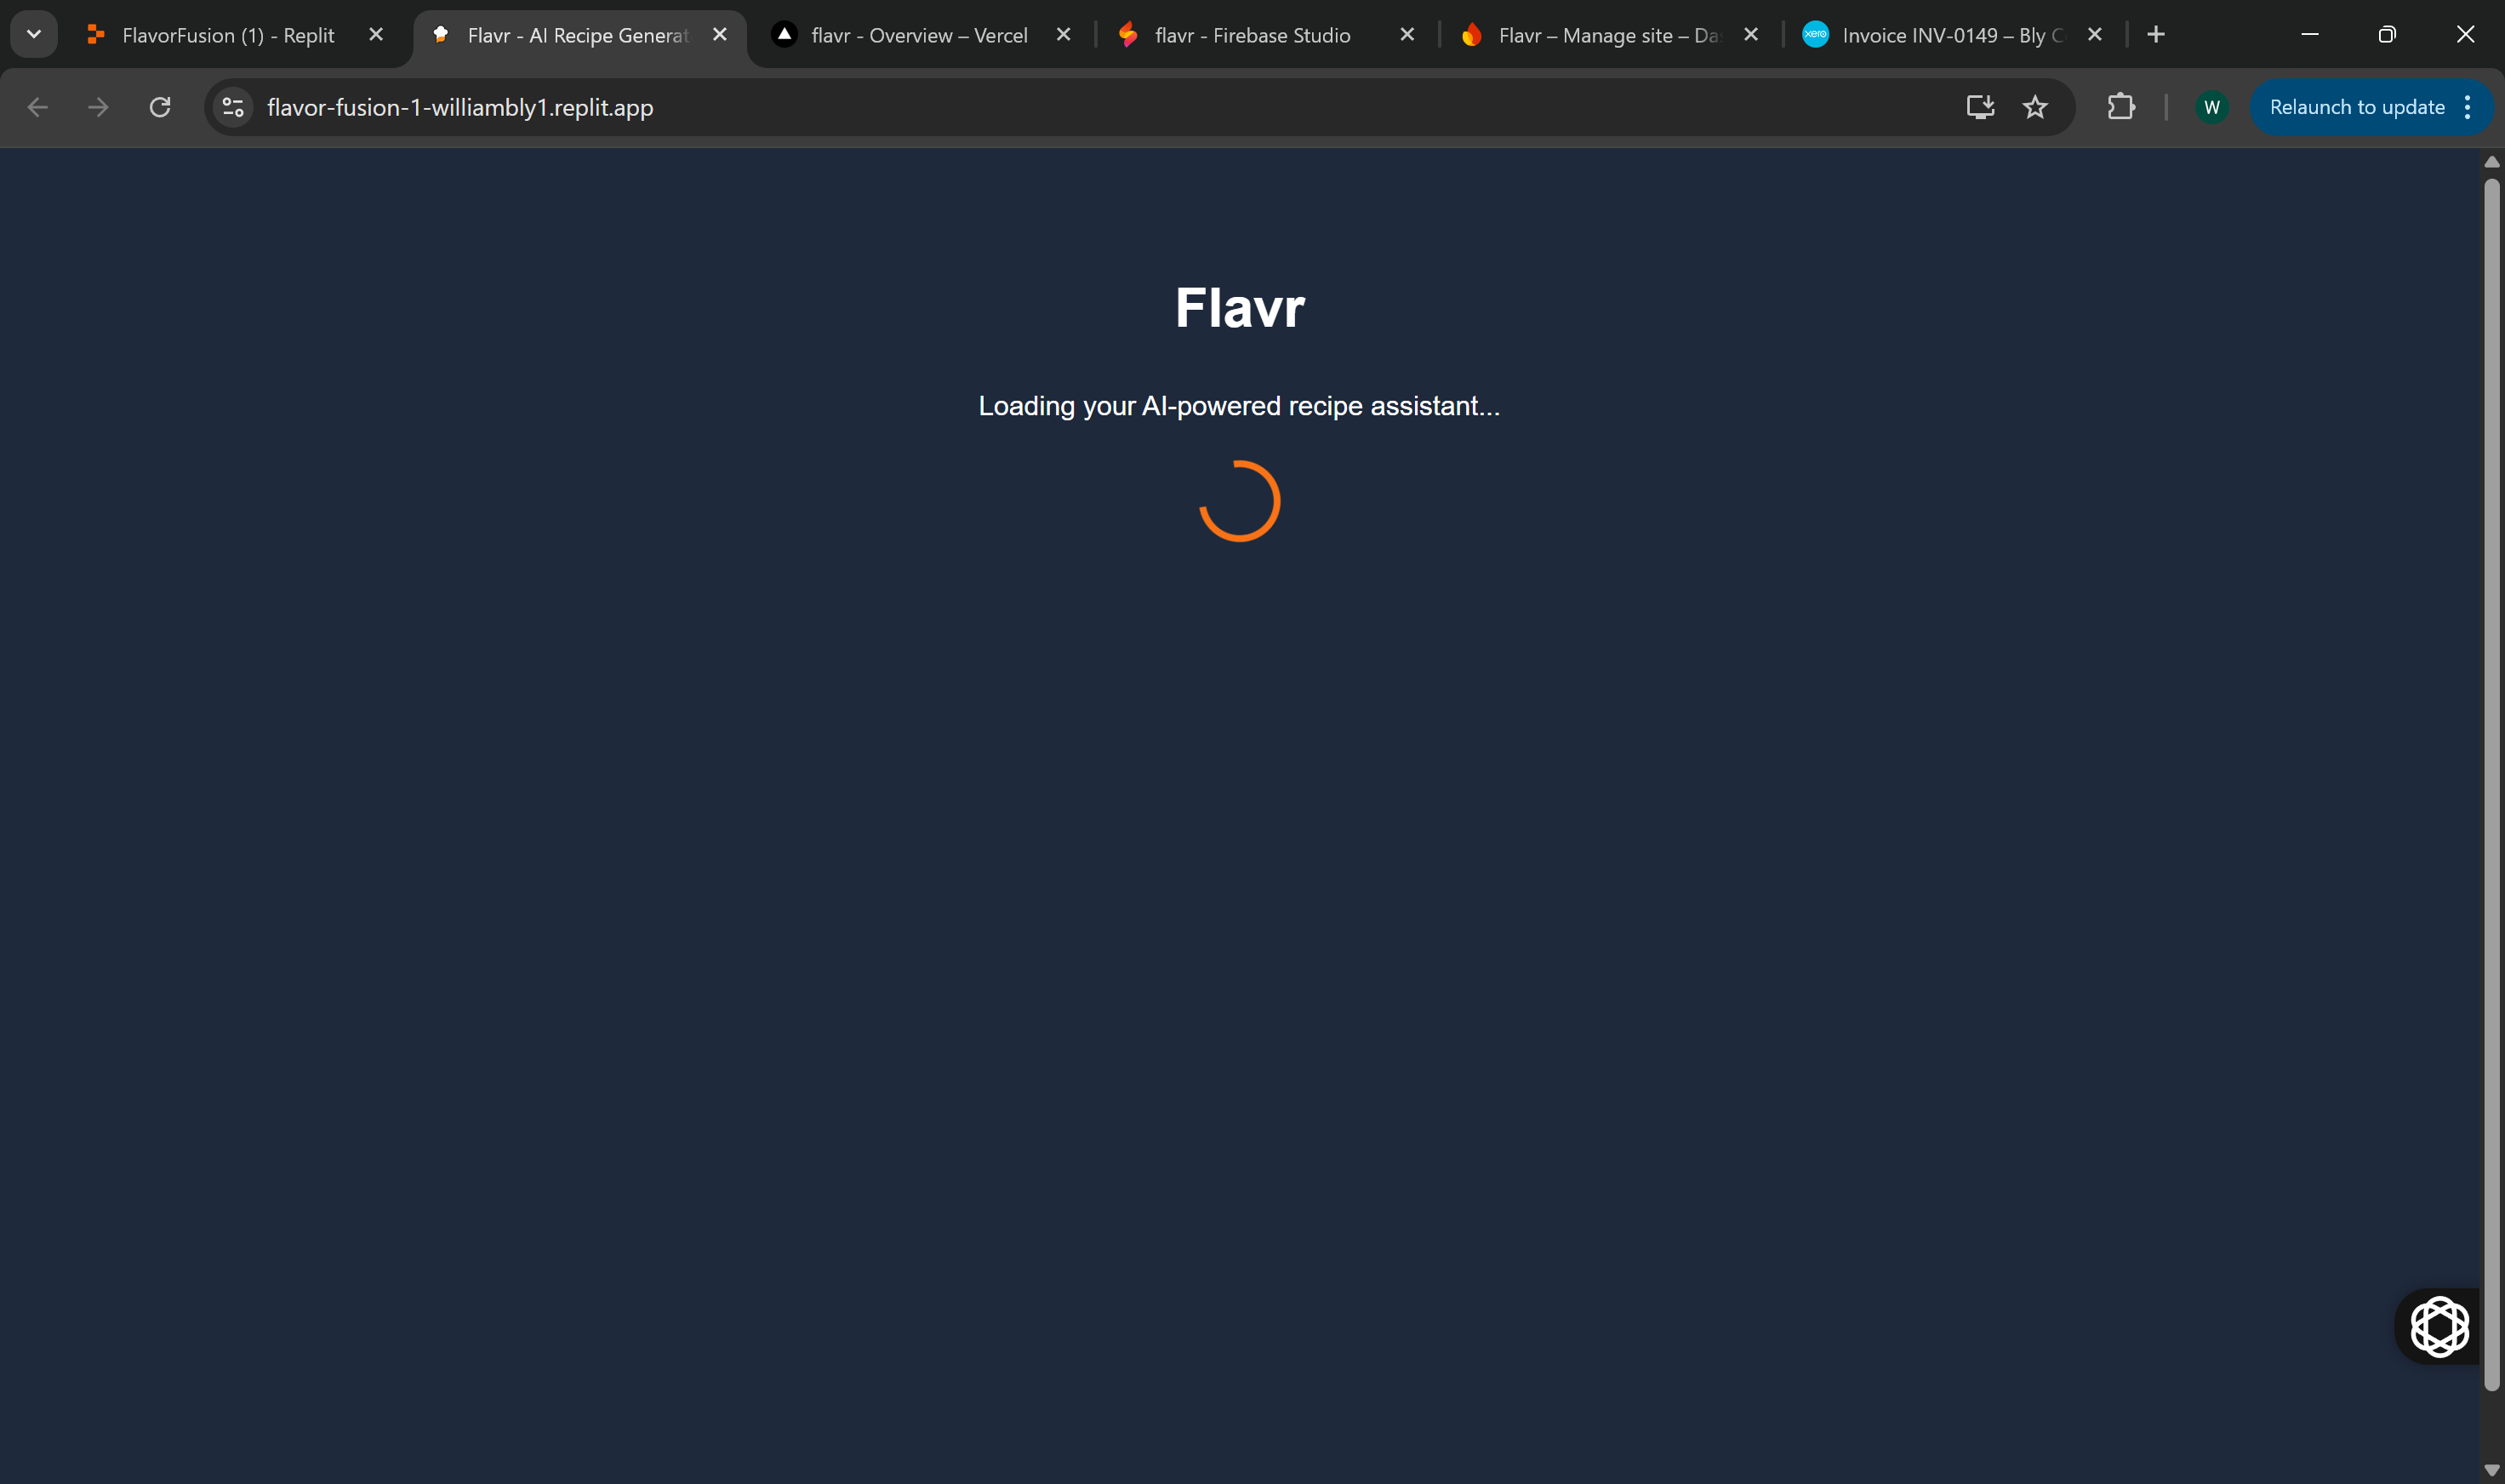 FlavorFusion (1) - Replit
Flavr - AI Recipe Generat
flavr - Overview – Vercel
flavr - Firebase Studio
Flavr – Manage site – Da
xero
Invoice INV-0149 – Bly C
flavor-fusion-1-williambly1.replit.app
W
Relaunch to update
Flavr
Loading your AI-powered recipe assistant...